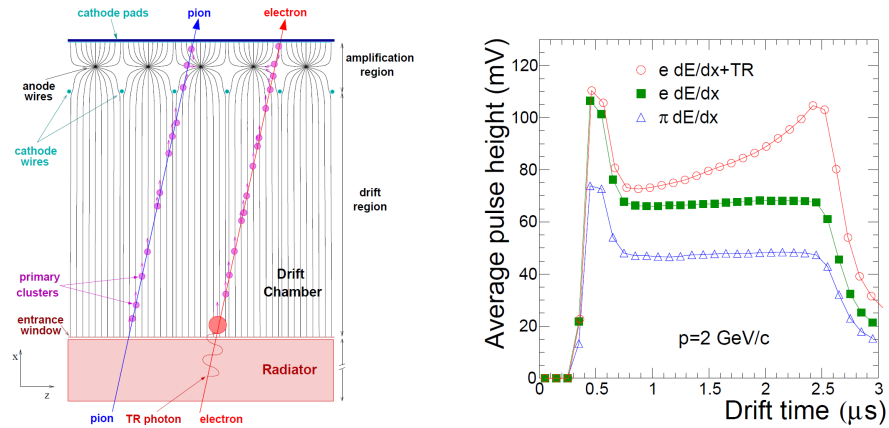 cathode pads
pion
electron
anode
wires
amplification
region
cathode
wires
drift
region
primary
clusters
Drift
Chamber
entrance
window
x
z
Radiator
pion
TR photon
electron
Average pulse height (mV)
120
100
80
60
40
20
0
e dE/dx+TR
e dE/dx
π dE/dx
p=2 GeV/c
0 0.5 1 1.5 2 2.5 3
Drift time (μs)